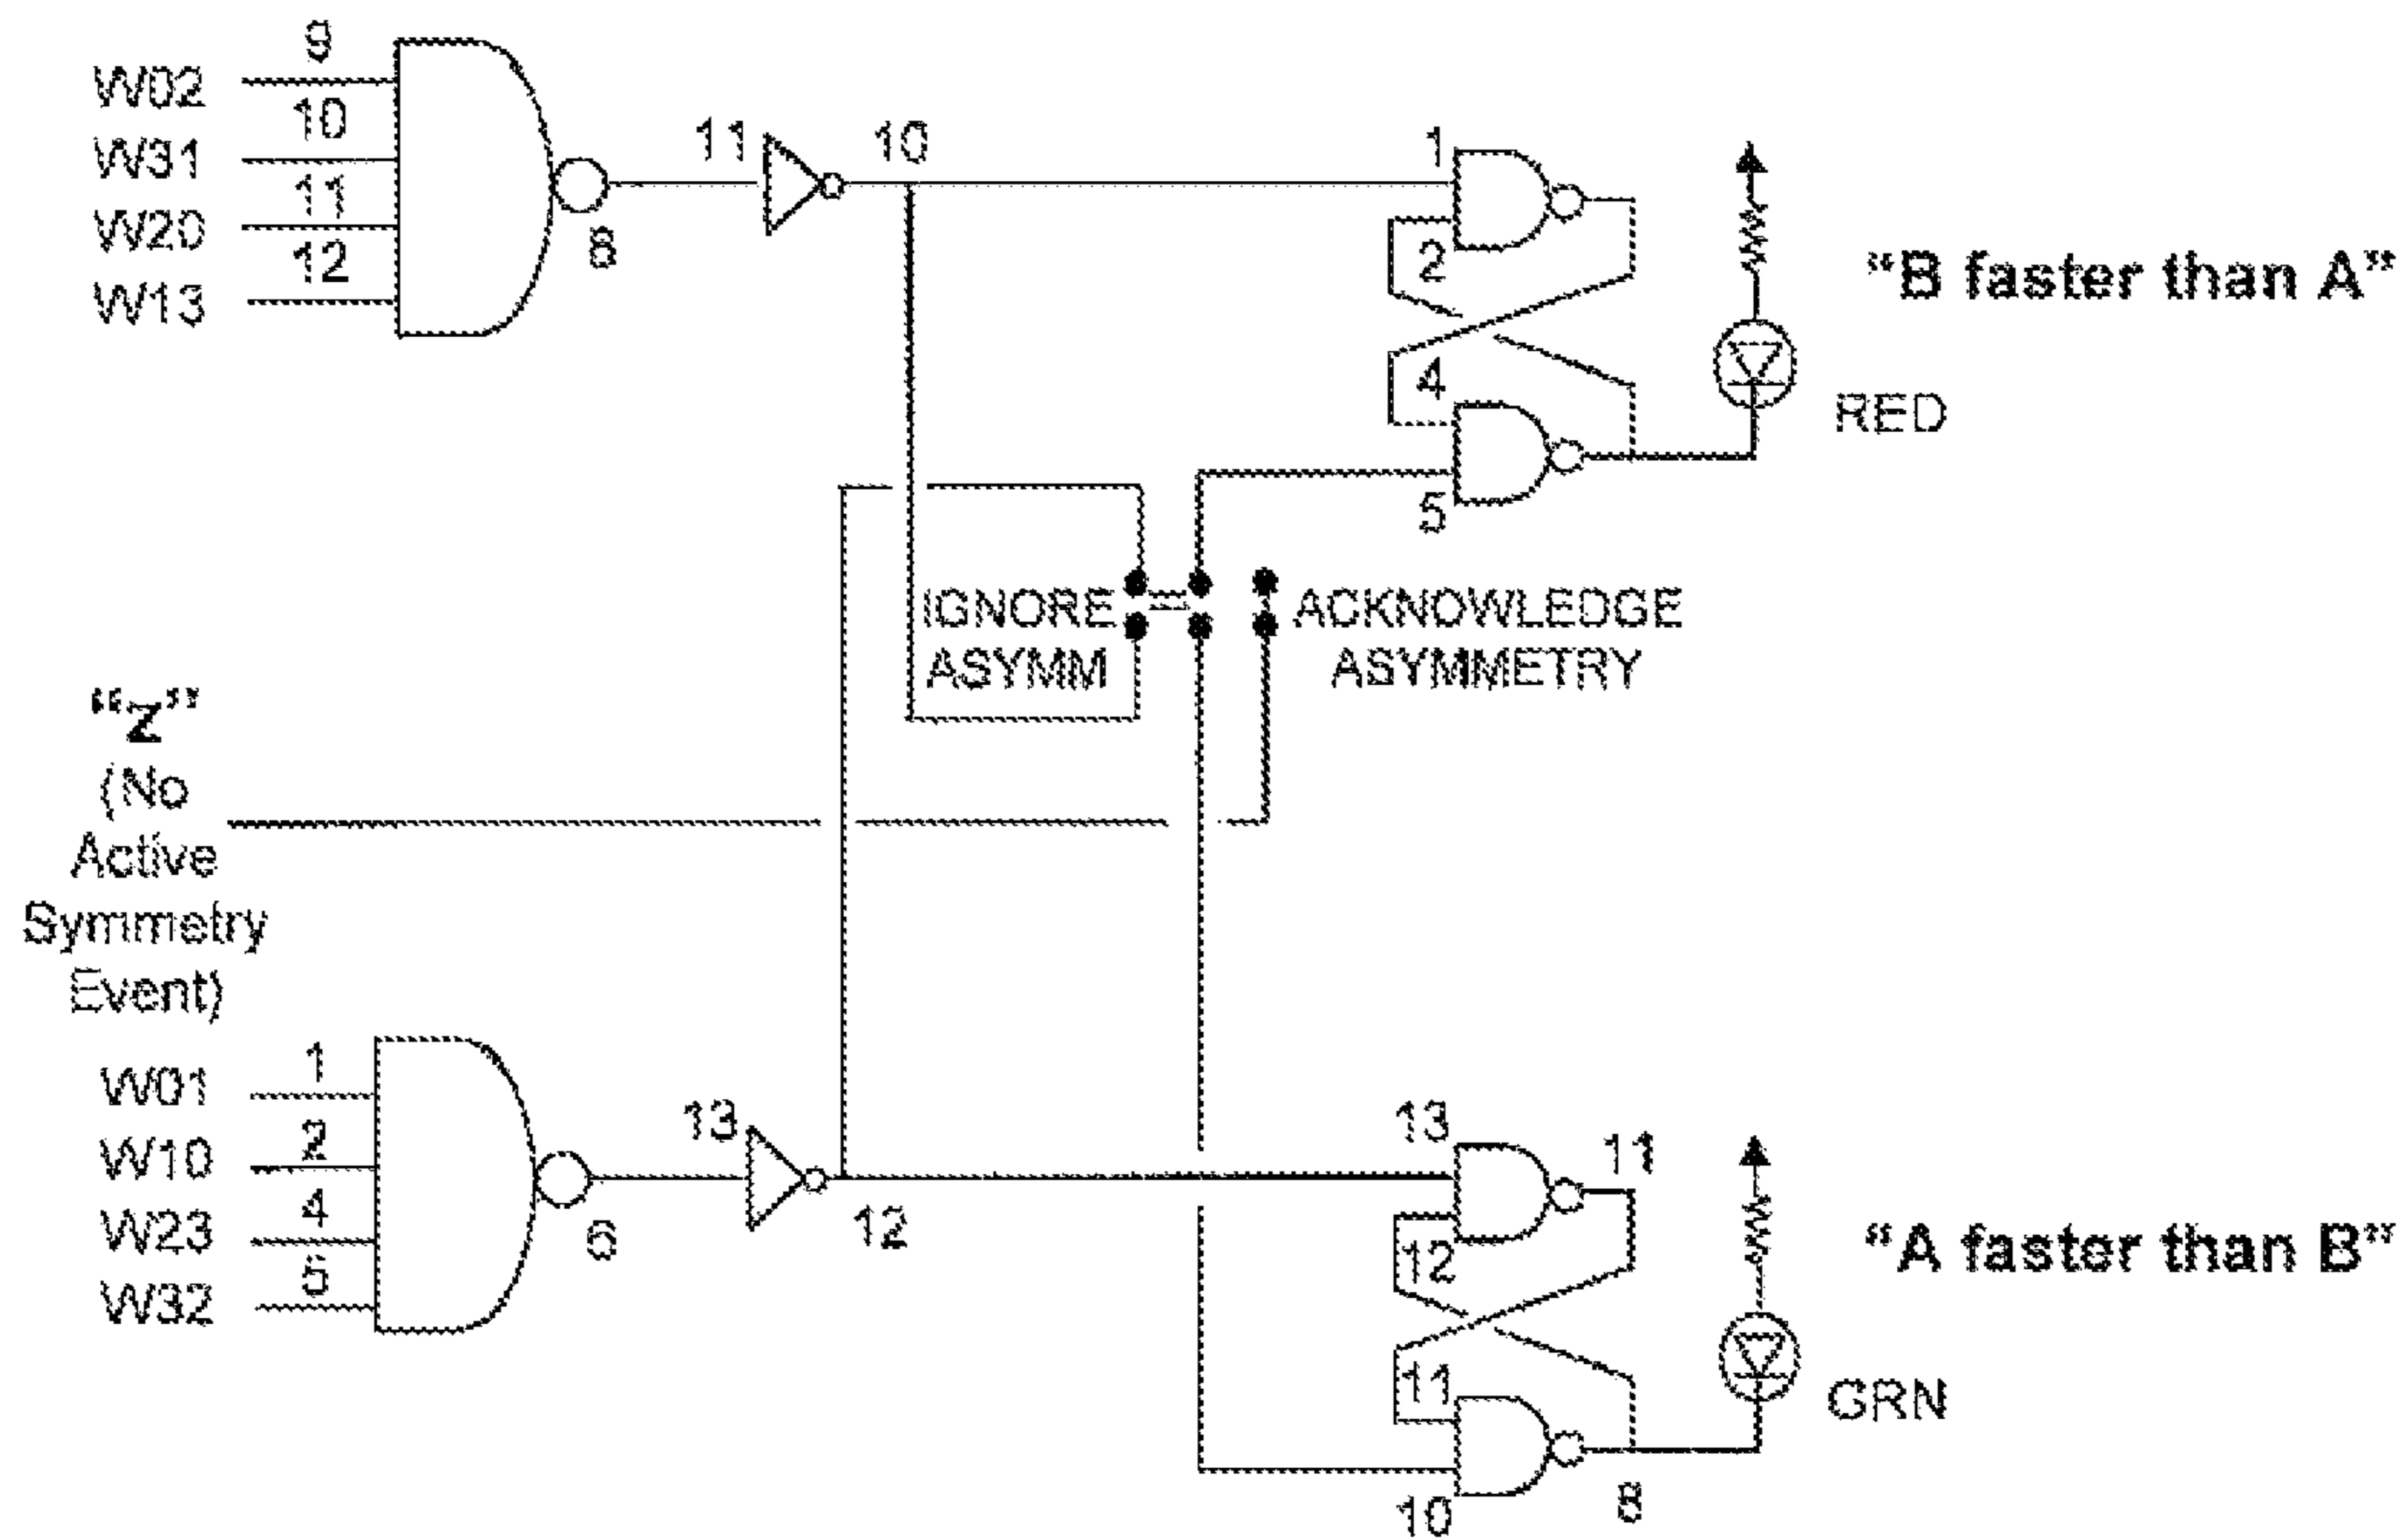 9
W02
10
W31
11
W20
12
W13
8
11
10
1
2
4
5
"B faster than A"
RED
IGNORE
ASYMM
ACKNOWLEDGE
ASYMMETRY
"Z"
(No
Active
Symmetry
Event)
1
W01
2
W10
4
W23
5
W32
6
13
12
13
12
11
11
10
8
"A faster than B"
GRN